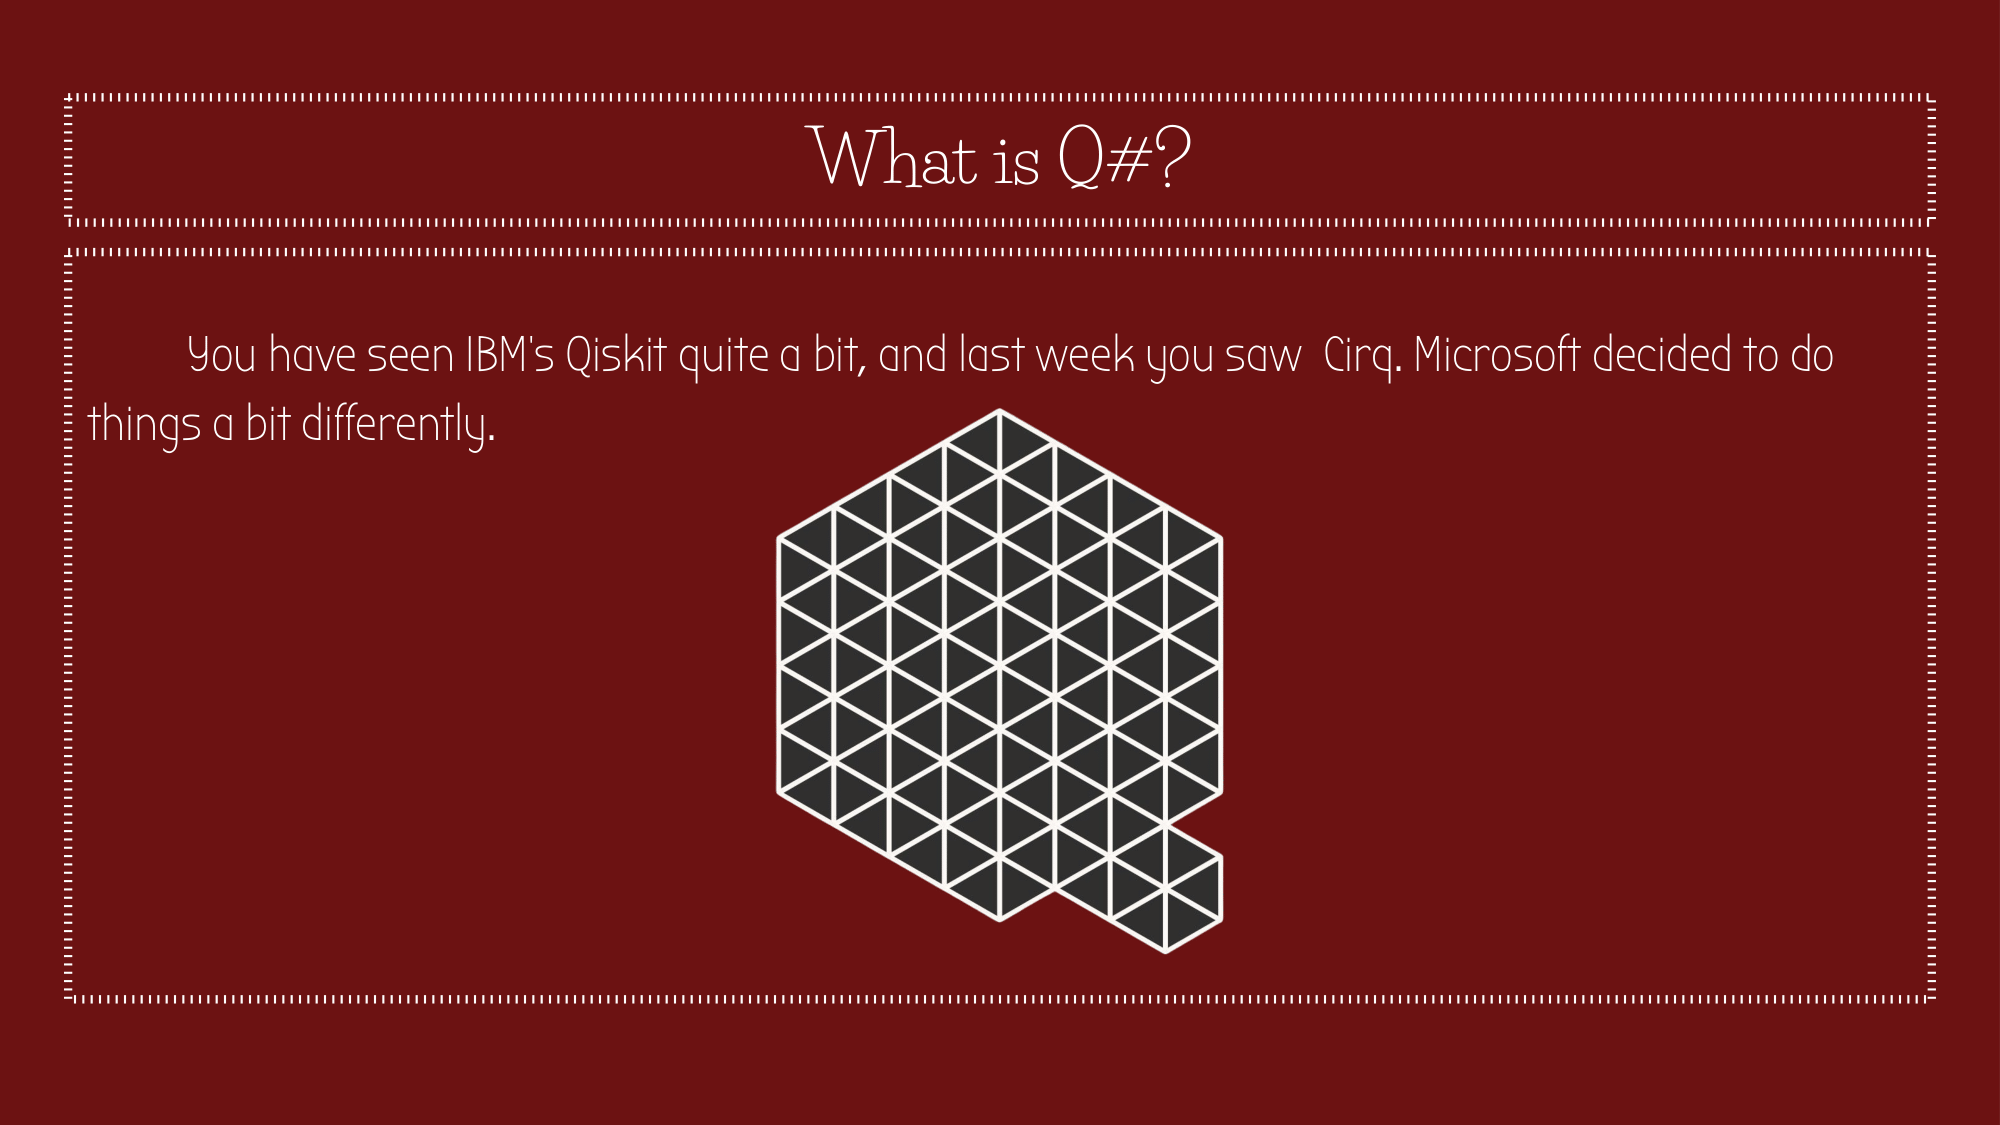 What is Q#?
You have seen IBM's Qiskit quite a bit, and last week you saw  Cirq. Microsoft decided to do
things a bit differently.